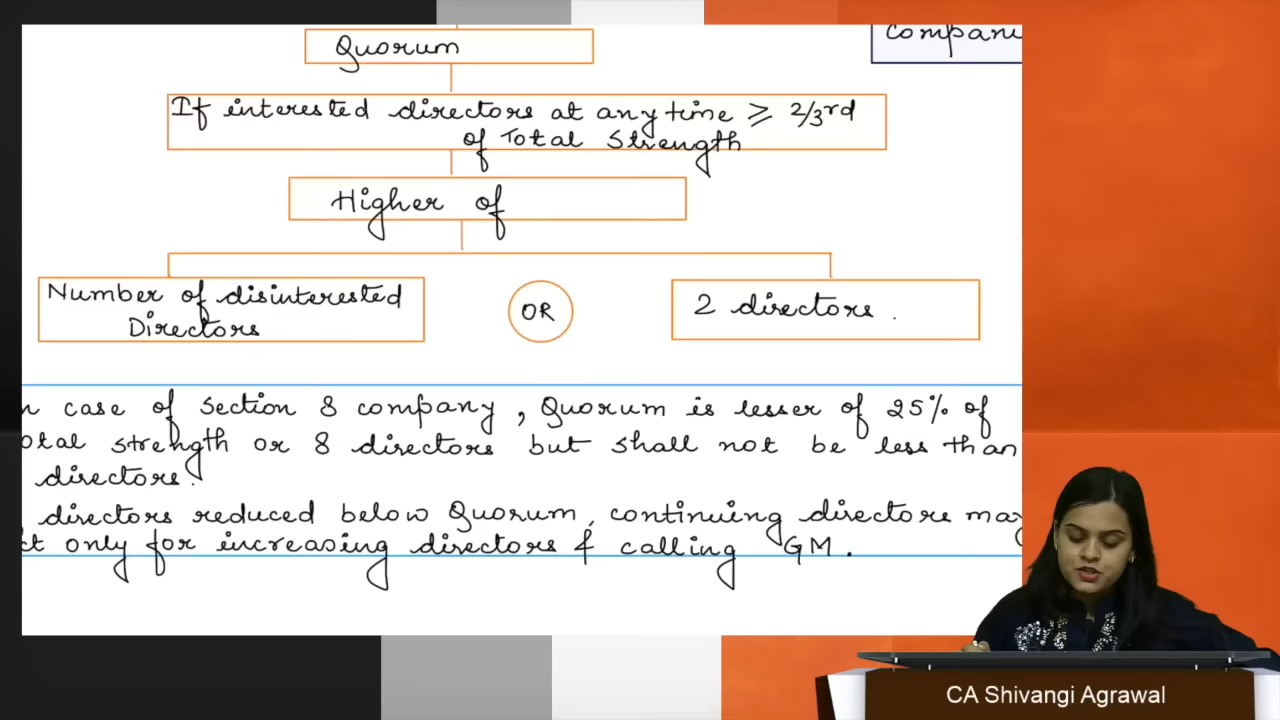 Quorum
compan
If interested directors at any time ≥ 2/3rd
of Total Strength
Higher of
Number of disinterested
Directors
OR
2 directors.
n case of Section 8 company, Quorum is lesser of 25% of
otal strength or 8 directors but shall not be less than
directors.
directors reduced below Quorum, continuing directors may
ct only for increasing directors & calling GM.
CA Shivangi Agrawal